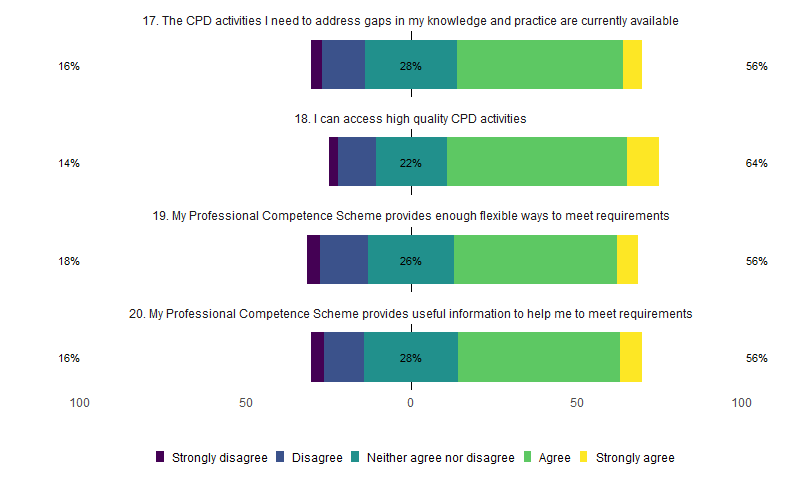 17. The CPD activities I need to address gaps in my knowledge and practice are currently available
16% 28% 56%
18. I can access high quality CPD activities
14% 22% 64%
19. My Professional Competence Scheme provides enough flexible ways to meet requirements
18% 26% 56%
20. My Professional Competence Scheme provides useful information to help me to meet requirements
16% 28% 56%
100 50 0 50 100
Strongly disagree Disagree Neither agree nor disagree Agree Strongly agree